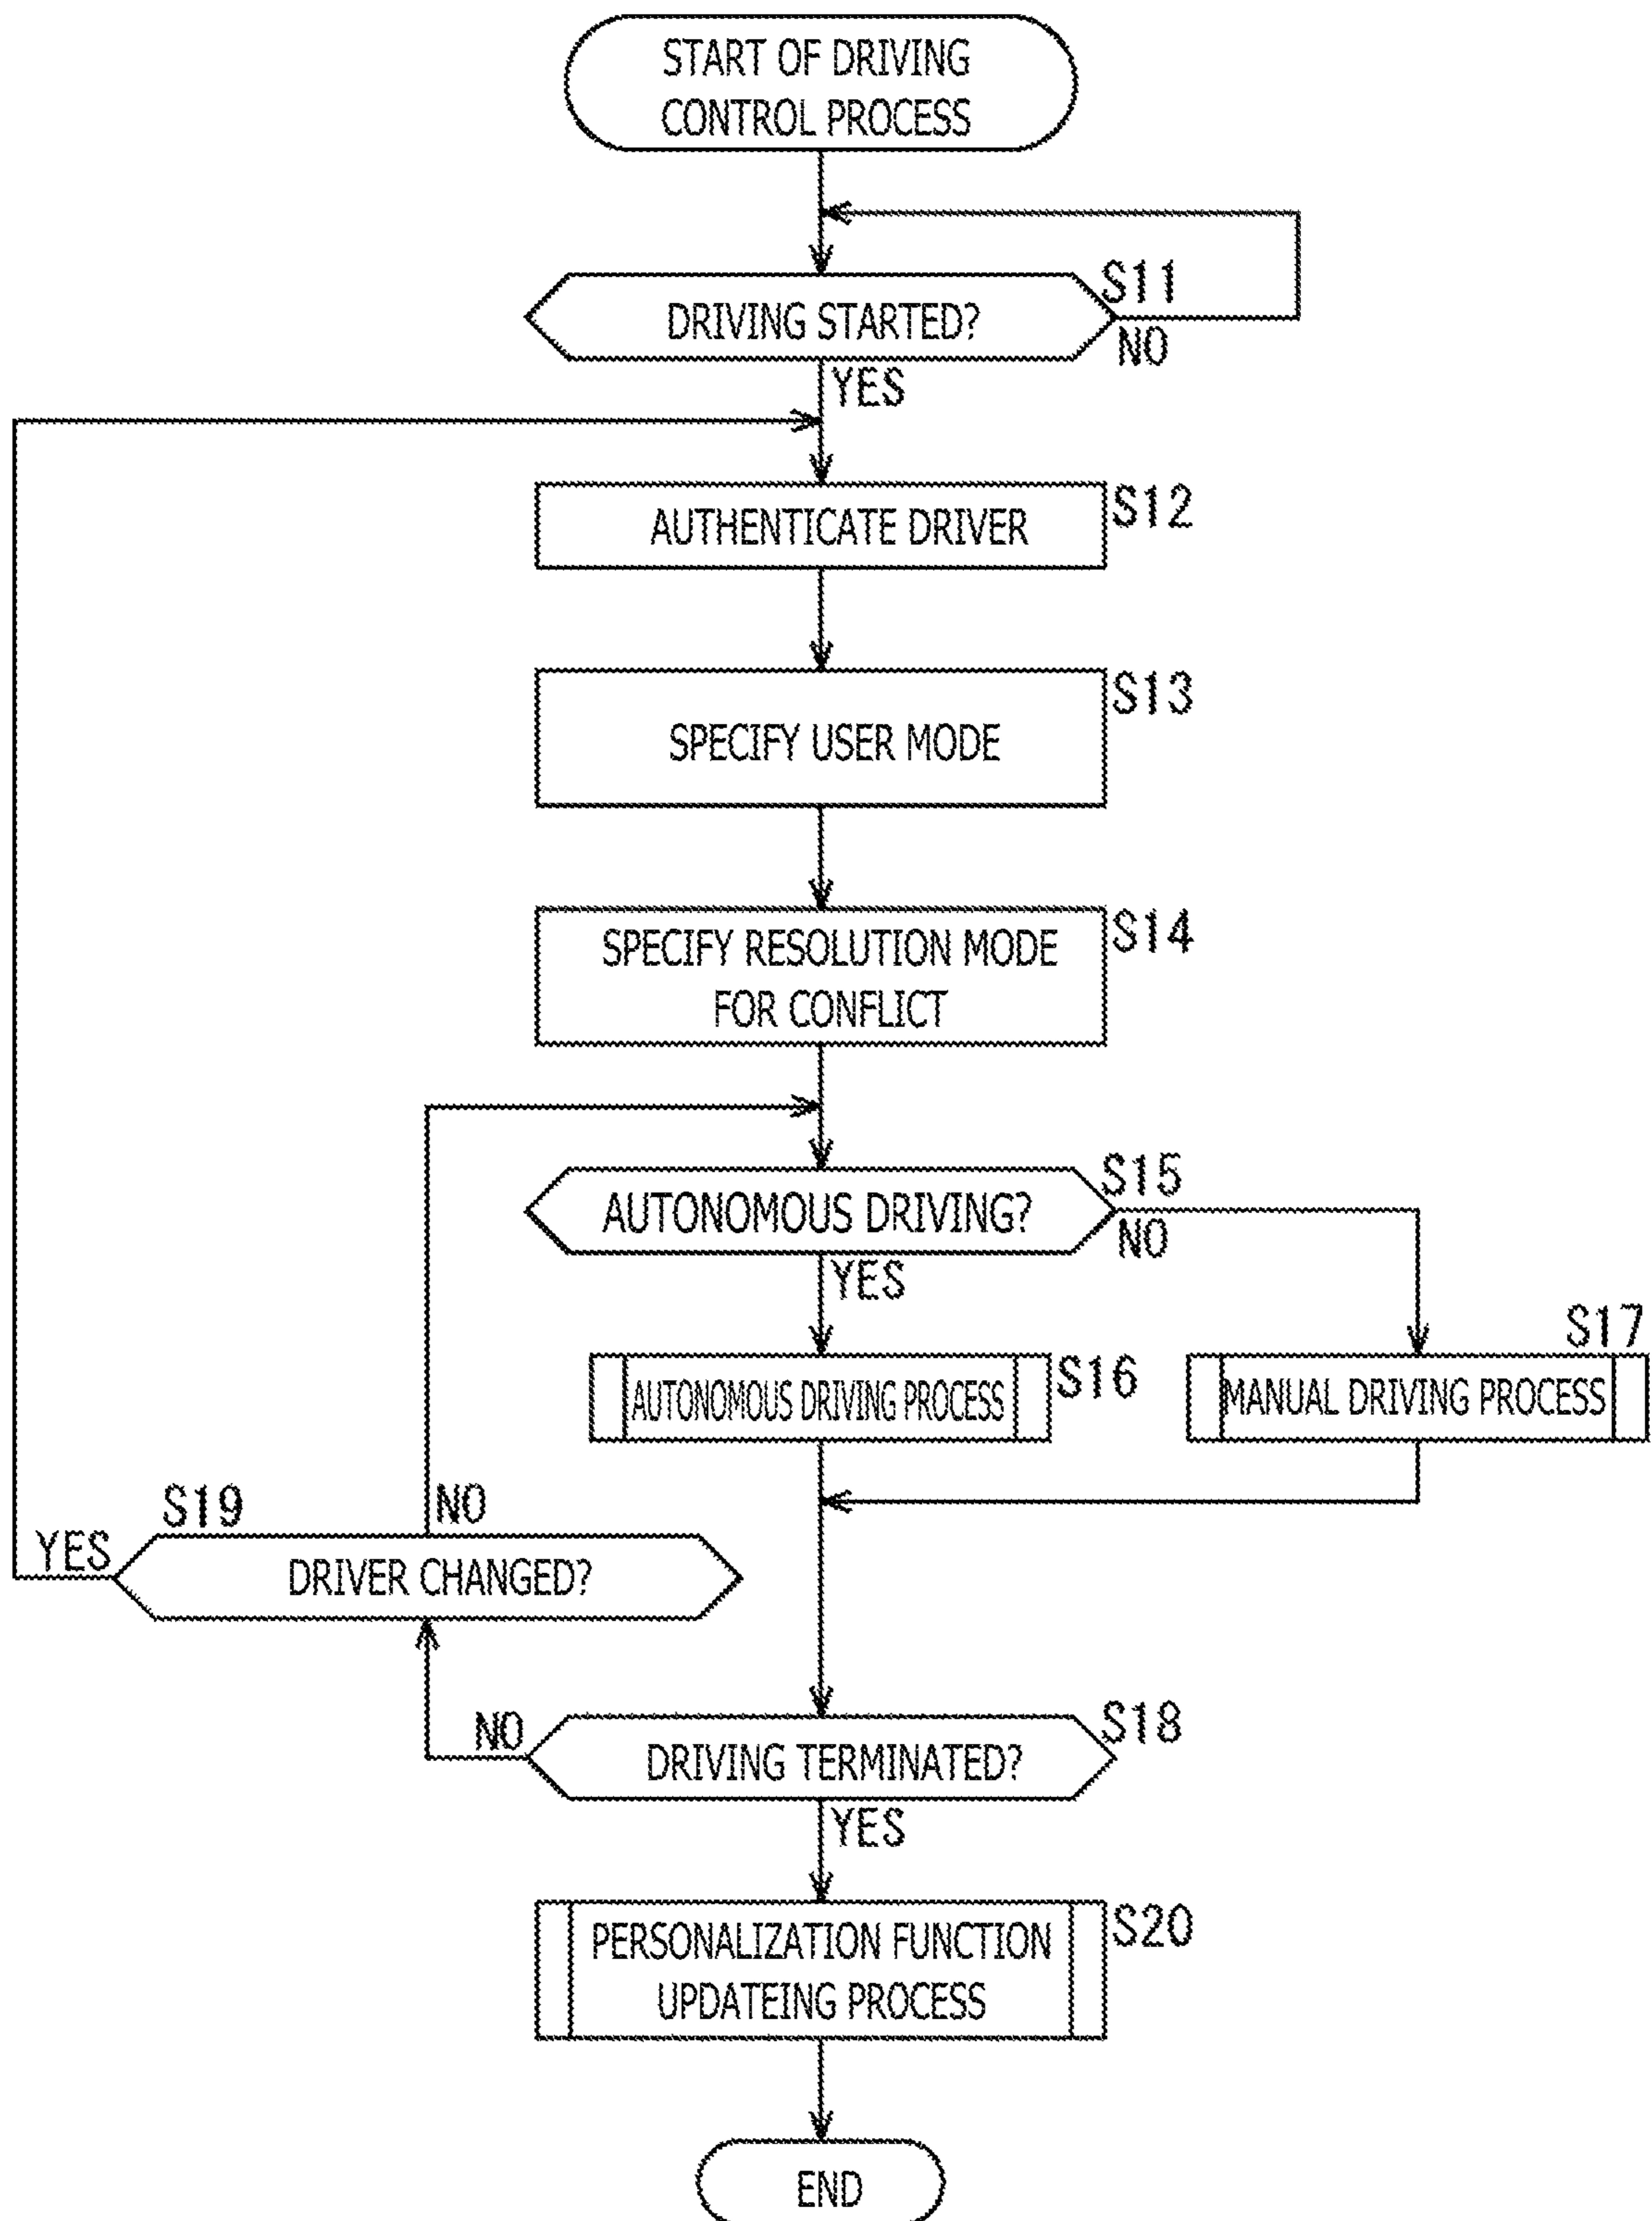 START OF DRIVING
CONTROL PROCESS
S11
DRIVING STARTED?
NO
YES
S12
AUTHENTICATE DRIVER
S13
SPECIFY USER MODE
S14
SPECIFY RESOLUTION MODE
FOR CONFLICT
S15
AUTONOMOUS DRIVING?
NO
YES
S17
S16
AUTONOMOUS DRIVING PROCESS
MANUAL DRIVING PROCESS
S19
NO
YES
DRIVER CHANGED?
S18
NO
DRIVING TERMINATED?
YES
S20
PERSONALIZATION FUNCTION
UPDATEING PROCESS
END